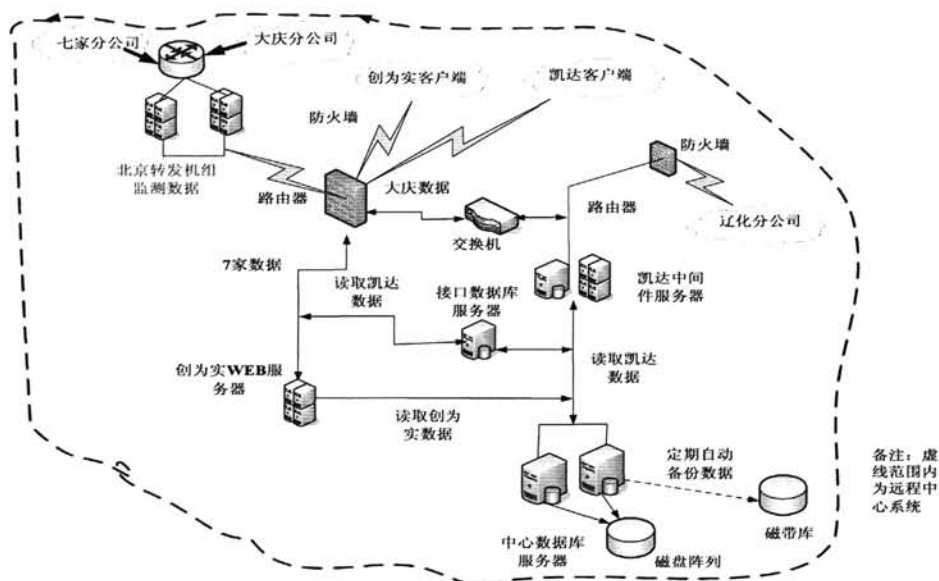 七家分公司
大庆分公司
创为实客户端
凯达客户端
防火墙
防火墙
北京转发机组
监测数据
路由器
大庆数据
路由器
辽化分公司
交换机
7家数据
读取凯达
数据
接口数据库
服务器
凯达中间
件服务器
创为实WEB服
务器
读取凯达
数据
读取创为
实数据
定期自动
备份数据
备注：虚
线范围内
为远程中
心系统
中心数据库
服务器
磁盘阵列
磁带库